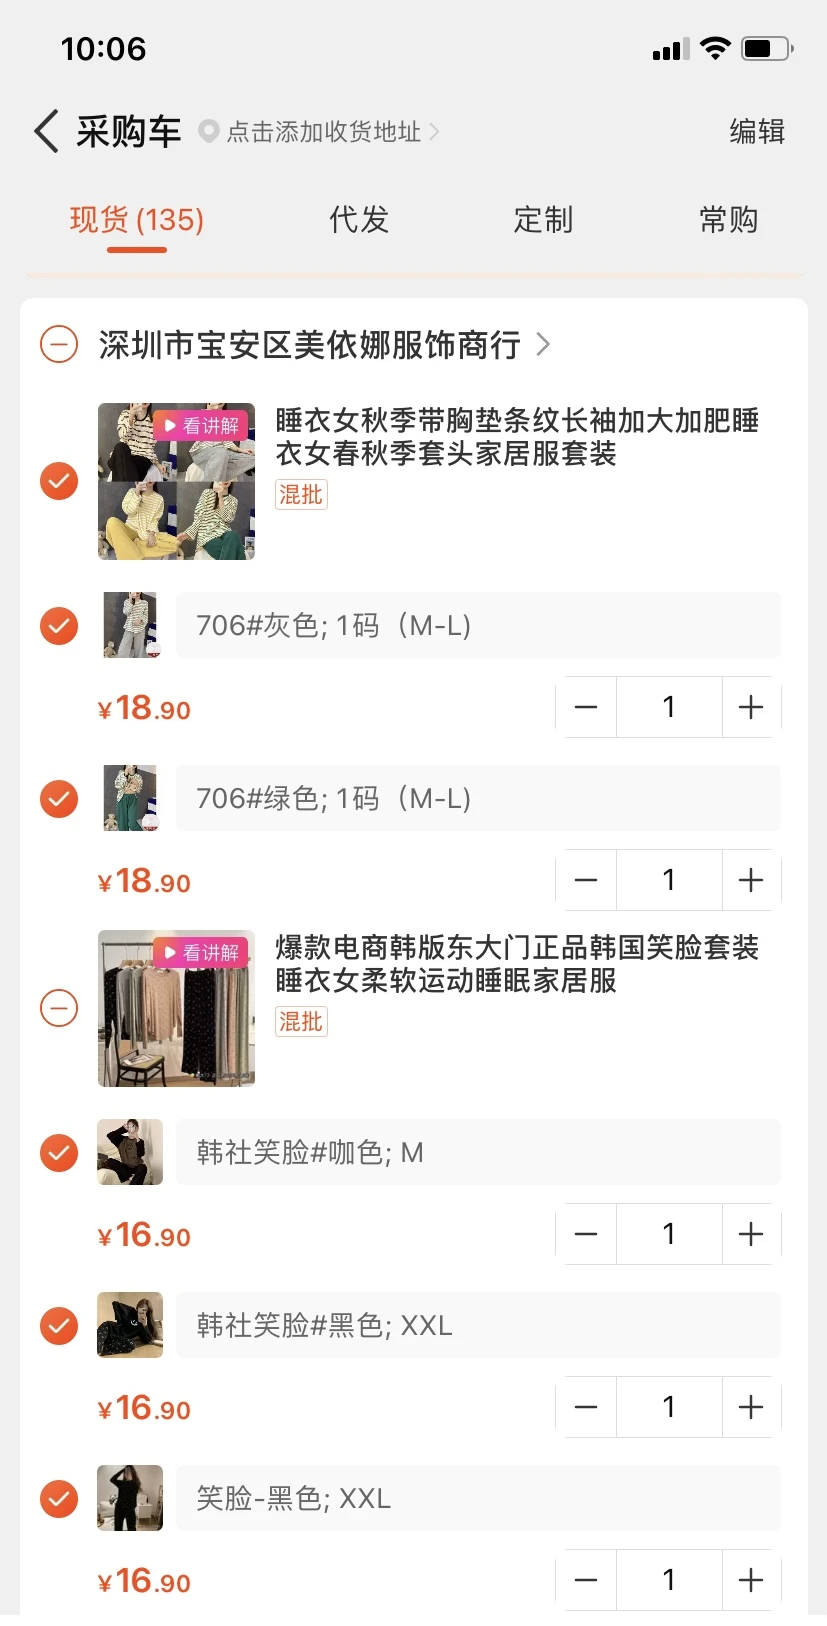 10:06
采购车 点击添加收货地址
编辑
现货(135) 代发 定制 常购
深圳市宝安区美依娜服饰商行
看讲解
睡衣女秋季带胸垫条纹长袖加大加肥睡
衣女春秋季套头家居服套装
混批
706#灰色; 1码（M-L)
¥18.90
1
706#绿色; 1码（M-L)
¥18.90
1
看讲解
爆款电商韩版东大门正品韩国笑脸套装
睡衣女柔软运动睡眠家居服
混批
韩社笑脸#咖色; M
¥16.90
1
韩社笑脸#黑色; XXL
¥16.90
1
笑脸-黑色; XXL
¥16.90
1